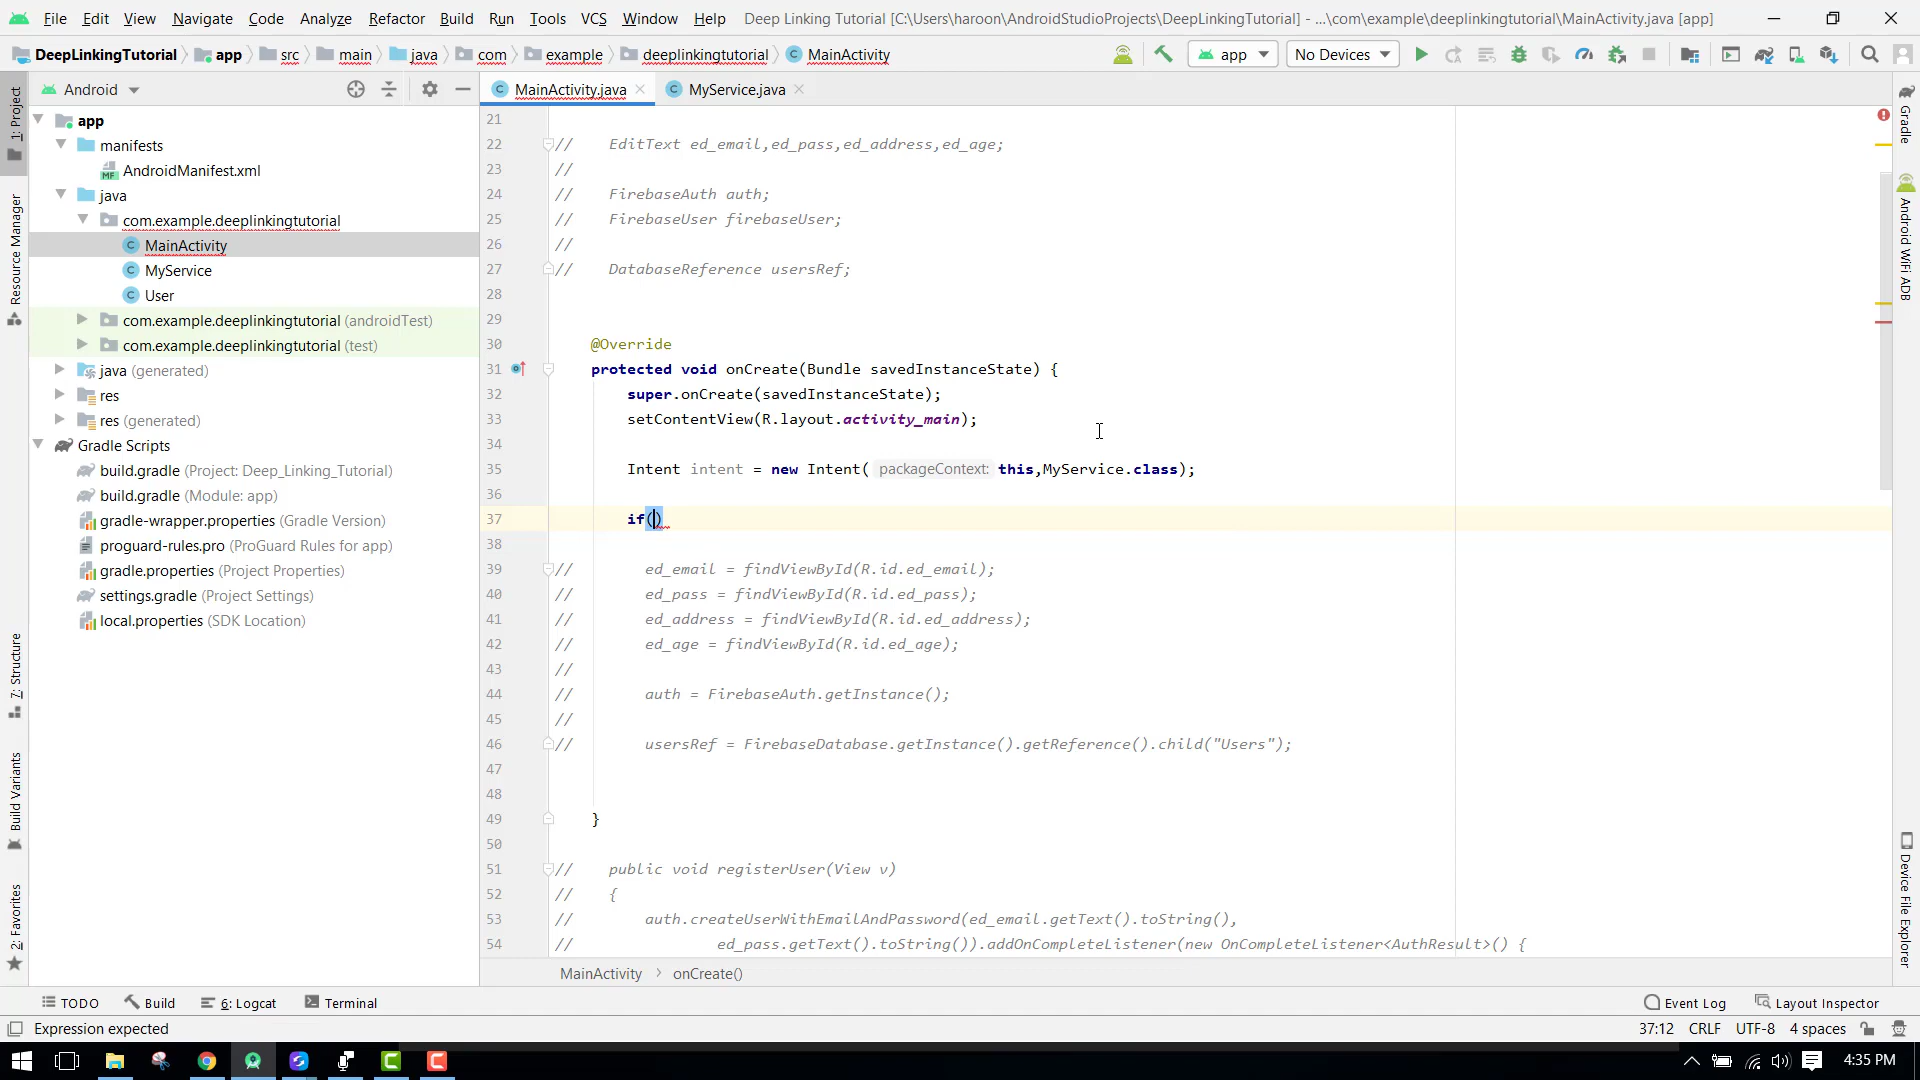 File Edit View Navigate Code Analyze Refactor Build Run Tools VCS Window Help Deep Linking Tutorial [C:\Users\haroon\AndroidStudioProjects\DeepLinkingTutorial] - ...\com\example\deeplinkingtutorial\MainActivity.java [app]
DeepLinkingTutorial app src main java com example deeplinkingtutorial MainActivity app No Devices
Android
MainActivity.java MyService.java
1: Project
Resource Manager
7: Structure
Build Variants
2: Favorites
app
manifests
AndroidManifest.xml
java
com.example.deeplinkingtutorial
MainActivity
MyService
User
com.example.deeplinkingtutorial (androidTest)
com.example.deeplinkingtutorial (test)
java (generated)
res
res (generated)
Gradle Scripts
build.gradle (Project: Deep_Linking_Tutorial)
build.gradle (Module: app)
gradle-wrapper.properties (Gradle Version)
proguard-rules.pro (ProGuard Rules for app)
gradle.properties (Project Properties)
settings.gradle (Project Settings)
local.properties (SDK Location)
21
22 // EditText ed_email,ed_pass,ed_address,ed_age;
23 //
24 // FirebaseAuth auth;
25 // FirebaseUser firebaseUser;
26 //
27 // DatabaseReference usersRef;
28
29
30 @Override
31 protected void onCreate(Bundle savedInstanceState) {
32 super.onCreate(savedInstanceState);
33 setContentView(R.layout.activity_main);
34
35 Intent intent = new Intent( packageContext: this,MyService.class);
36
37 if()
38
39 // ed_email = findViewById(R.id.ed_email);
40 // ed_pass = findViewById(R.id.ed_pass);
41 // ed_address = findViewById(R.id.ed_address);
42 // ed_age = findViewById(R.id.ed_age);
43 //
44 // auth = FirebaseAuth.getInstance();
45 //
46 // usersRef = FirebaseDatabase.getInstance().getReference().child("Users");
47
48
49 }
50
51 // public void registerUser(View v)
52 // {
53 // auth.createUserWithEmailAndPassword(ed_email.getText().toString(),
54 // ed_pass.getText().toString()).addOnCompleteListener(new OnCompleteListener<AuthResult>() {
MainActivity onCreate()
Gradle
Android WiFi ADB
Device File Explorer
TODO Build 6: Logcat Terminal Event Log Layout Inspector
Expression expected 37:12 CRLF UTF-8 4 spaces
4:35 PM